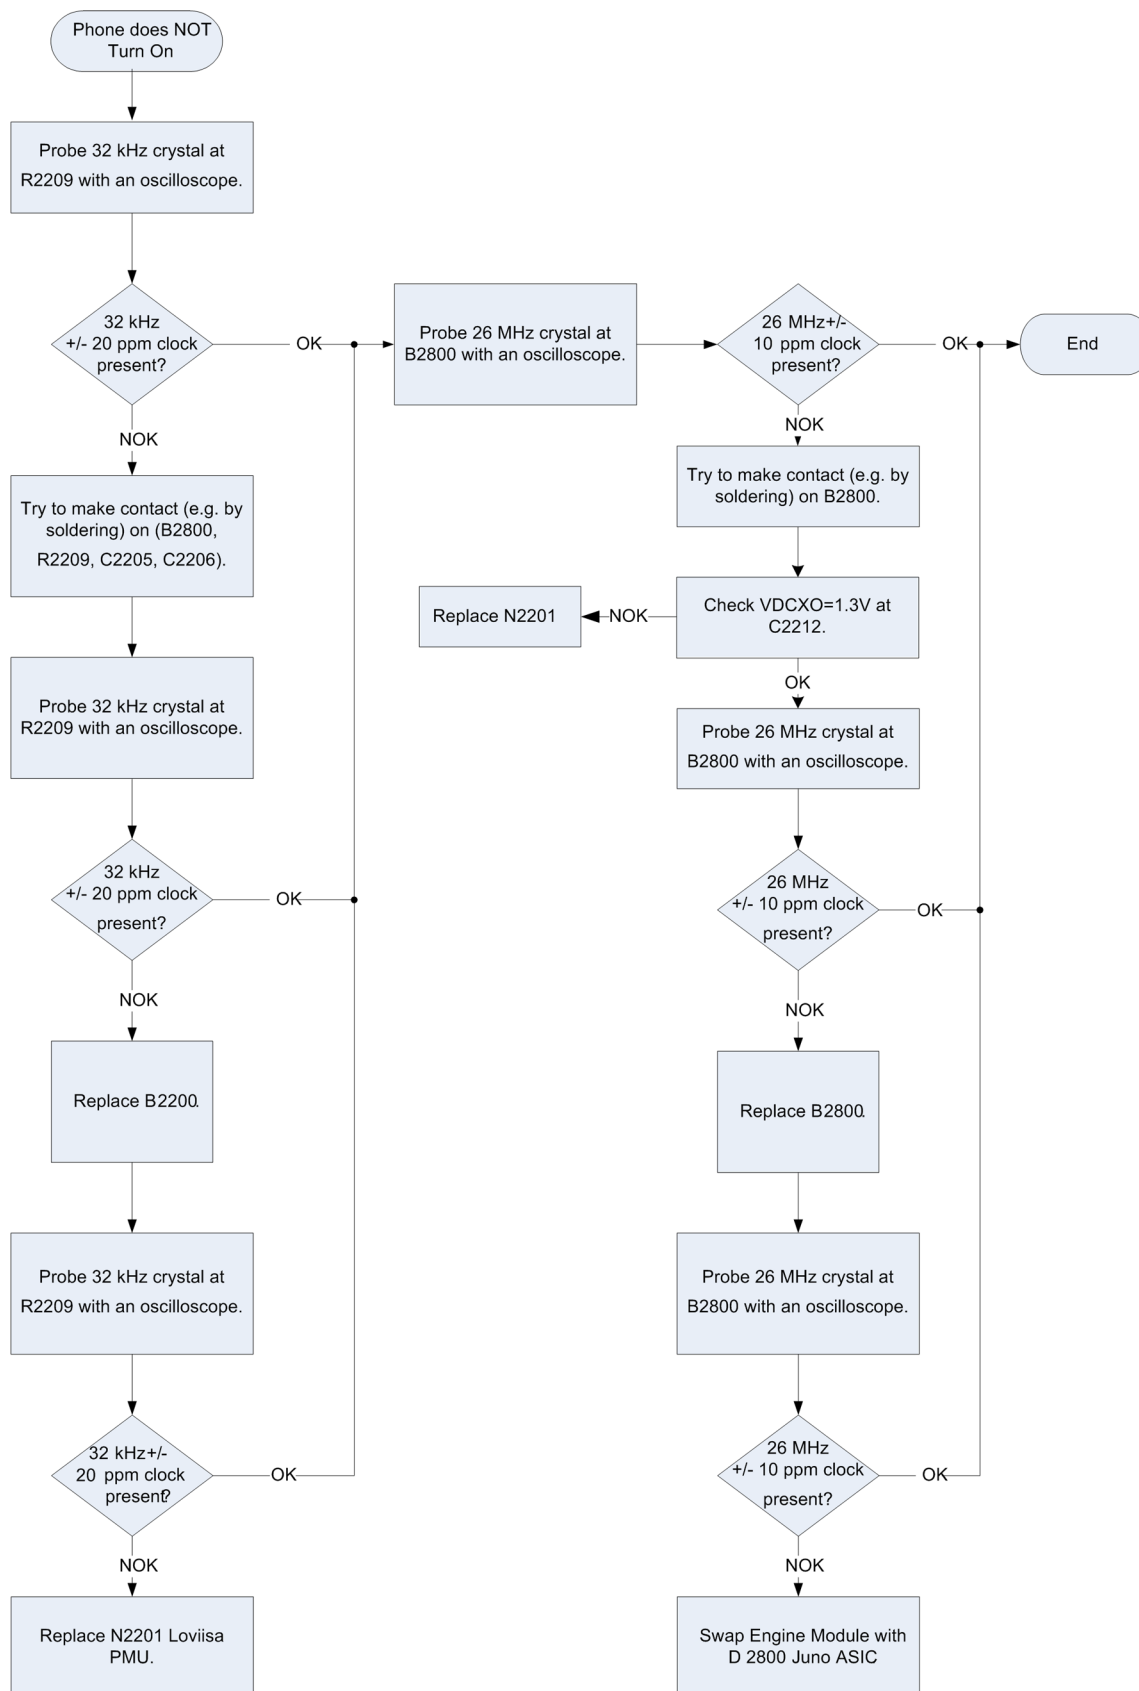 Phone does NOT
Turn On
Probe 32 kHz crystal at
R2209 with an oscilloscope.
32 kHz
+/- 20 ppm clock
present?
OK
NOK
Try to make contact (e.g. by
soldering) on (B2800,
R2209, C2205, C2206).
Probe 32 kHz crystal at
R2209 with an oscilloscope.
32 kHz
+/- 20 ppm clock
present?
OK
NOK
Replace B2200.
Probe 32 kHz crystal at
R2209 with an oscilloscope.
32 kHz+/-
20 ppm clock
present?
OK
NOK
Replace N2201 Loviisa
PMU.
Probe 26 MHz crystal at
B2800 with an oscilloscope.
26 MHz+/-
10 ppm clock
present?
OK
End
NOK
Try to make contact (e.g. by
soldering) on B2800.
Check VDCXO=1.3V at
C2212.
NOK
Replace N2201
OK
Probe 26 MHz crystal at
B2800 with an oscilloscope.
26 MHz
+/- 10 ppm clock
present?
OK
NOK
Replace B2800.
Probe 26 MHz crystal at
B2800 with an oscilloscope.
26 MHz
+/- 10 ppm clock
present?
OK
NOK
Swap Engine Module with
D 2800 Juno ASIC